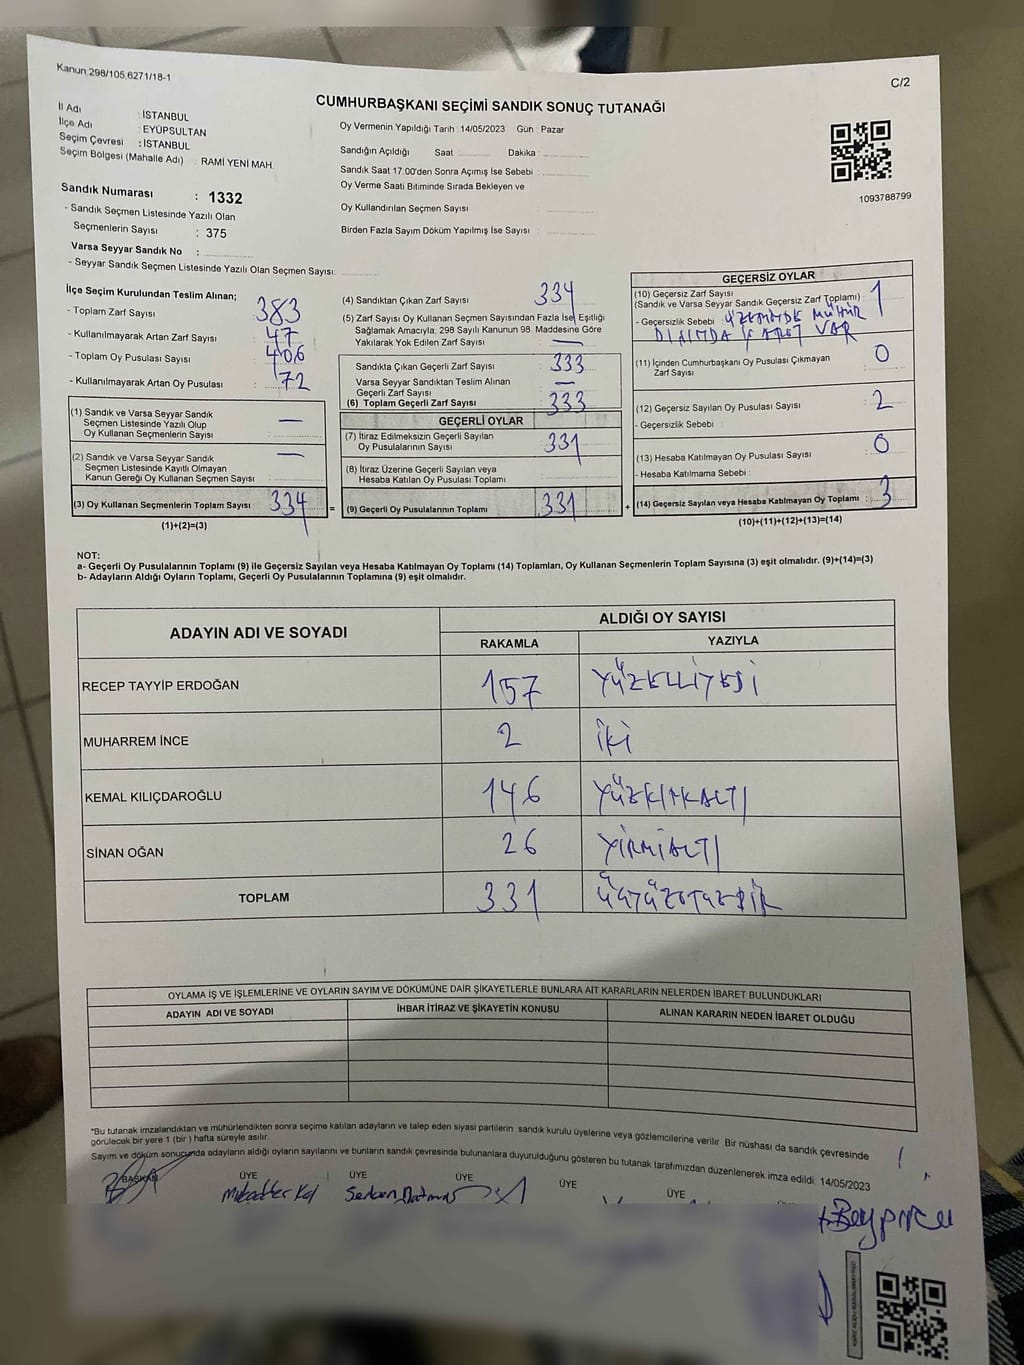 Kanun;298/105,6271/18-1
C/2
CUMHURBAŞKANI SEÇİMİ SANDIK SONUÇ TUTANAĞI
İl Adı : İSTANBUL
İlçe Adı : EYÜPSULTAN
Seçim Çevresi : İSTANBUL
Seçim Bölgesi (Mahalle Adı) : RAMİ YENİ MAH.
Sandık Numarası : 1332
- Sandık Seçmen Listesinde Yazılı Olan
Seçmenlerin Sayısı : 375
Varsa Seyyar Sandık No :
- Seyyar Sandık Seçmen Listesinde Yazılı Olan Seçmen Sayısı:
Oy Vermenin Yapıldığı Tarih : 14/05/2023 Gün : Pazar
Sandığın Açıldığı Saat Dakika :
Sandık Saat 17:00'den Sonra Açımış İse Sebebi :
Oy Verme Saati Bitiminde Sırada Bekleyen ve
Oy Kullandırılan Seçmen Sayısı :
Birden Fazla Sayım Döküm Yapılmış İse Sayısı :
1093788799
İlçe Seçim Kurulundan Teslim Alınan;
- Toplam Zarf Sayısı : 383
- Kullanılmayarak Artan Zarf Sayısı : 47
- Toplam Oy Pusulası Sayısı : 406
- Kullanılmayarak Artan Oy Pusulası : 72
(1) Sandık ve Varsa Seyyar Sandık
Seçmen Listesinde Yazılı Olup
Oy Kullanan Seçmenlerin Sayısı : —
(2) Sandık ve Varsa Seyyar Sandık
Seçmen Listesinde Kayıtlı Olmayan
Kanun Gereği Oy Kullanan Seçmen Sayısı : —
(3) Oy Kullanan Seçmenlerin Toplam Sayısı : 334
(1)+(2)=(3)
(4) Sandıktan Çıkan Zarf Sayısı : 334
(5) Zarf Sayısı Oy Kullanan Seçmen Sayısından Fazla İse, Eşitliği
Sağlamak Amacıyla; 298 Sayılı Kanunun 98. Maddesine Göre
Yakılarak Yok Edilen Zarf Sayısı : —
Sandıkta Çıkan Geçerli Zarf Sayısı : 333
Varsa Seyyar Sandıktan Teslim Alınan
Geçerli Zarf Sayısı : —
(6) Toplam Geçerli Zarf Sayısı : 333
GEÇERLİ OYLAR
(7) İtiraz Edilmeksizin Geçerli Sayılan
Oy Pusulalarının Sayısı : 331
(8) İtiraz Üzerine Geçerli Sayılan veya
Hesaba Katılan Oy Pusulası Toplamı :
= (9) Geçerli Oy Pusulalarının Toplamı : 331 +
GEÇERSİZ OYLAR
(10) Geçersiz Zarf Sayısı
(Sandık ve Varsa Seyyar Sandık Geçersiz Zarf Toplamı) : 1
- Geçersizlik Sebebi : ÜZERİNDE MÜHÜR
DIŞINDA İŞARET VAR
(11) İçinden Cumhurbaşkanı Oy Pusulası Çıkmayan
Zarf Sayısı : 0
(12) Geçersiz Sayılan Oy Pusulası Sayısı : 2
- Geçersizlik Sebebi :
(13) Hesaba Katılmayan Oy Pusulası Sayısı : 0
- Hesaba Katılmama Sebebi :
(14) Geçersiz Sayılan veya Hesaba Katılmayan Oy Toplamı : 3
(10)+(11)+(12)+(13)=(14)
NOT:
a- Geçerli Oy Pusulalarının Toplamı (9) ile Geçersiz Sayılan veya Hesaba Katılmayan Oy Toplamı (14) Toplamları, Oy Kullanan Seçmenlerin Toplam Sayısına (3) eşit olmalıdır. (9)+(14)=(3)
b- Adayların Aldığı Oyların Toplamı, Geçerli Oy Pusulalarının Toplamına (9) eşit olmalıdır.
ADAYIN ADI VE SOYADI ALDIĞI OY SAYISI
RAKAMLA YAZIYLA
RECEP TAYYİP ERDOĞAN 157 YÜZELLİYEDİ
MUHARREM İNCE 2 İKİ
KEMAL KILIÇDAROĞLU 146 YÜZKIRKALTI
SİNAN OĞAN 26 YİRMİALTI
TOPLAM 331 ÜÇYÜZOTUZBİR
OYLAMA İŞ VE İŞLEMLERİNE VE OYLARIN SAYIM VE DÖKÜMÜNE DAİR ŞİKAYETLERLE BUNLARA AİT KARARLARIN NELERDEN İBARET BULUNDUKLARI
ADAYIN ADI VE SOYADI İHBAR İTİRAZ VE ŞİKAYETİN KONUSU ALINAN KARARIN NEDEN İBARET OLDUĞU
*Bu tutanak imzalandıktan ve mühürlendikten sonra seçime katılan adayların ve talep eden siyasi partilerin sandık kurulu üyelerine veya gözlemcilerine verilir. Bir nüshası da sandık çevresinde
görülecek bir yere 1 (bir) hafta süreyle asılır.
Sayım ve döküm sonucunda adayların aldığı oyların sayılarını ve bunların sandık çevresinde bulunanlara duyurulduğunu gösteren bu tutanak tarafımızdan düzenlenerek imza edildi. 14/05/2023
BAŞKAN ÜYE ÜYE ÜYE ÜYE ÜYE